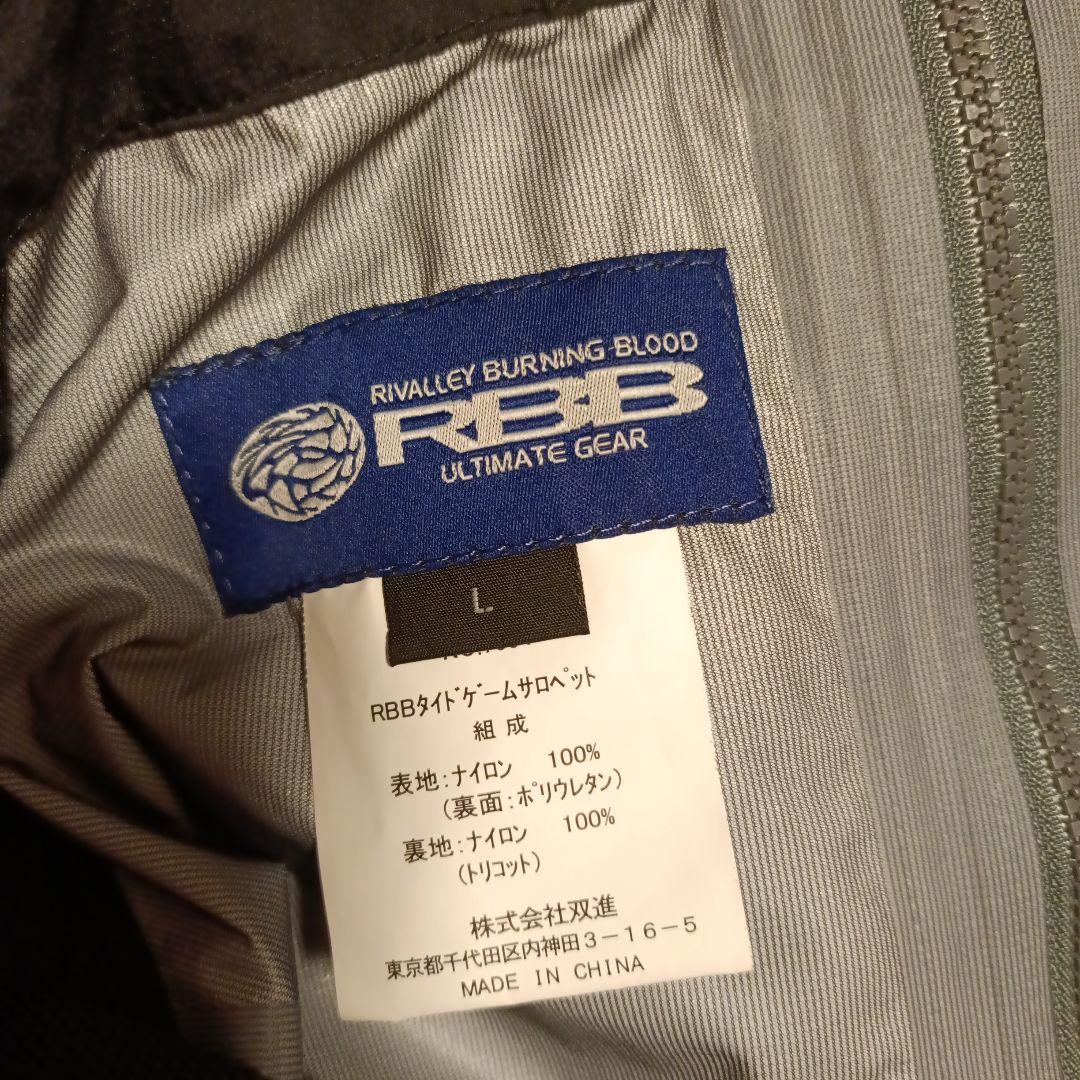 RIVALLEY BURNING BLOOD
RBB
ULTIMATE GEAR
L
RBBタイドゲームサロペット
組成
表地:ナイロン 100%
(裏面:ポリウレタン)
裏地:ナイロン 100%
(トリコット)
株式会社双進
東京都千代田区内神田3-16-5
MADE IN CHINA